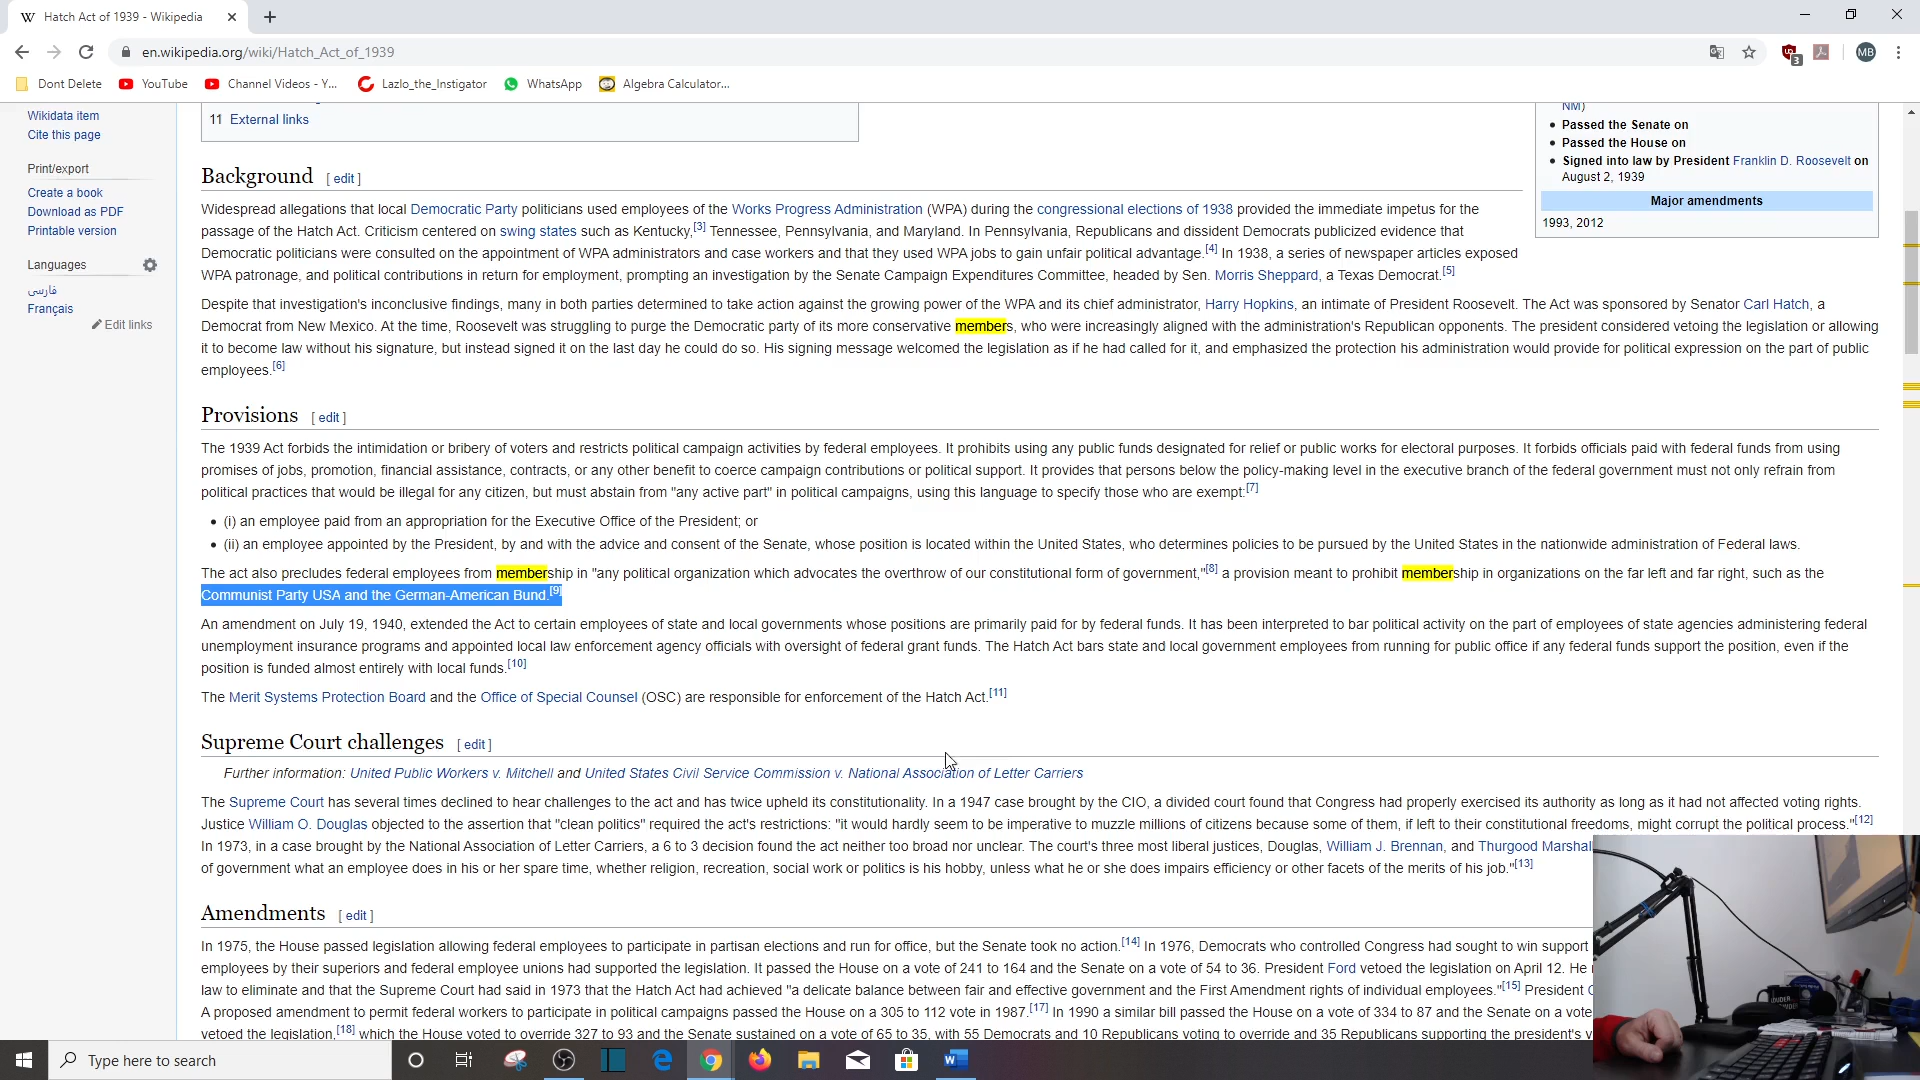 W Hatch Act of 1939 - Wikipedia
en.wikipedia.org/wiki/Hatch_Act_of_1939
3
MB
Dont Delete YouTube Channel Videos - Y... Lazlo_the_Instigator WhatsApp Algebra Calculator...
Wikidata item
Cite this page
Print/export
Create a book
Download as PDF
Printable version
Languages
فارسی
Français
Edit links
11 External links
NM)
• Passed the Senate on
• Passed the House on
• Signed into law by President Franklin D. Roosevelt on
August 2, 1939
Major amendments
1993, 2012
Background [ edit ]
Widespread allegations that local Democratic Party politicians used employees of the Works Progress Administration (WPA) during the congressional elections of 1938 provided the immediate impetus for the
passage of the Hatch Act. Criticism centered on swing states such as Kentucky,[3] Tennessee, Pennsylvania, and Maryland. In Pennsylvania, Republicans and dissident Democrats publicized evidence that
Democratic politicians were consulted on the appointment of WPA administrators and case workers and that they used WPA jobs to gain unfair political advantage.[4] In 1938, a series of newspaper articles exposed
WPA patronage, and political contributions in return for employment, prompting an investigation by the Senate Campaign Expenditures Committee, headed by Sen. Morris Sheppard, a Texas Democrat.[5]
Despite that investigation's inconclusive findings, many in both parties determined to take action against the growing power of the WPA and its chief administrator, Harry Hopkins, an intimate of President Roosevelt. The Act was sponsored by Senator Carl Hatch, a
Democrat from New Mexico. At the time, Roosevelt was struggling to purge the Democratic party of its more conservative members, who were increasingly aligned with the administration's Republican opponents. The president considered vetoing the legislation or allowing
it to become law without his signature, but instead signed it on the last day he could do so. His signing message welcomed the legislation as if he had called for it, and emphasized the protection his administration would provide for political expression on the part of public
employees.[6]
Provisions [ edit ]
The 1939 Act forbids the intimidation or bribery of voters and restricts political campaign activities by federal employees. It prohibits using any public funds designated for relief or public works for electoral purposes. It forbids officials paid with federal funds from using
promises of jobs, promotion, financial assistance, contracts, or any other benefit to coerce campaign contributions or political support. It provides that persons below the policy-making level in the executive branch of the federal government must not only refrain from
political practices that would be illegal for any citizen, but must abstain from "any active part" in political campaigns, using this language to specify those who are exempt:[7]
• (i) an employee paid from an appropriation for the Executive Office of the President; or
• (ii) an employee appointed by the President, by and with the advice and consent of the Senate, whose position is located within the United States, who determines policies to be pursued by the United States in the nationwide administration of Federal laws.
The act also precludes federal employees from membership in "any political organization which advocates the overthrow of our constitutional form of government,"[8] a provision meant to prohibit membership in organizations on the far left and far right, such as the
Communist Party USA and the German-American Bund.[9]
An amendment on July 19, 1940, extended the Act to certain employees of state and local governments whose positions are primarily paid for by federal funds. It has been interpreted to bar political activity on the part of employees of state agencies administering federal
unemployment insurance programs and appointed local law enforcement agency officials with oversight of federal grant funds. The Hatch Act bars state and local government employees from running for public office if any federal funds support the position, even if the
position is funded almost entirely with local funds.[10]
The Merit Systems Protection Board and the Office of Special Counsel (OSC) are responsible for enforcement of the Hatch Act.[11]
Supreme Court challenges [ edit ]
Further information: United Public Workers v. Mitchell and United States Civil Service Commission v. National Association of Letter Carriers
The Supreme Court has several times declined to hear challenges to the act and has twice upheld its constitutionality. In a 1947 case brought by the CIO, a divided court found that Congress had properly exercised its authority as long as it had not affected voting rights.
Justice William O. Douglas objected to the assertion that "clean politics" required the act's restrictions: "it would hardly seem to be imperative to muzzle millions of citizens because some of them, if left to their constitutional freedoms, might corrupt the political process."[12]
In 1973, in a case brought by the National Association of Letter Carriers, a 6 to 3 decision found the act neither too broad nor unclear. The court's three most liberal justices, Douglas, William J. Brennan, and Thurgood Marshal
of government what an employee does in his or her spare time, whether religion, recreation, social work or politics is his hobby, unless what he or she does impairs efficiency or other facets of the merits of his job."[13]
Amendments [ edit ]
In 1975, the House passed legislation allowing federal employees to participate in partisan elections and run for office, but the Senate took no action.[14] In 1976, Democrats who controlled Congress had sought to win support
employees by their superiors and federal employee unions had supported the legislation. It passed the House on a vote of 241 to 164 and the Senate on a vote of 54 to 36. President Ford vetoed the legislation on April 12. He
law to eliminate and that the Supreme Court had said in 1973 that the Hatch Act had achieved "a delicate balance between fair and effective government and the First Amendment rights of individual employees."[15] President
A proposed amendment to permit federal workers to participate in political campaigns passed the House on a 305 to 112 vote in 1987.[17] In 1990 a similar bill passed the House on a vote of 334 to 87 and the Senate on a vote
vetoed the legislation,[18] which the House voted to override 327 to 93 and the Senate sustained on a vote of 65 to 35, with 55 Democrats and 10 Republicans voting to override and 35 Republicans supporting the president's v
Type here to search